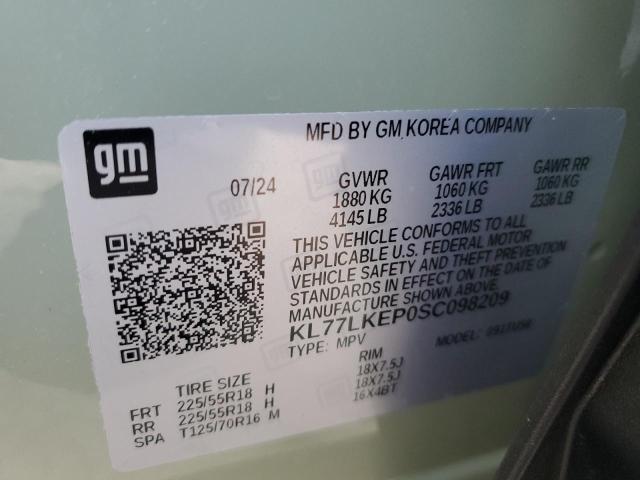 gm
MFD BY GM KOREA COMPANY
07/24
GVWR
1880 KG
4145 LB
GAWR FRT
1060 KG
2336 LB
GAWR RR
1060 KG
2336 LB
THIS VEHICLE CONFORMS TO ALL
APPLICABLE U.S. FEDERAL MOTOR
VEHICLE SAFETY AND THEFT PREVENTION
STANDARDS IN EFFECT ON THE DATE OF
MANUFACTURE SHOWN ABOVE.
KL77LKEP0SC098209
TYPE: MPV
MODEL:
TIRE SIZE
RIM
FRT 225/55R18 H 18X7.5J
RR 225/55R18 H 18X7.5J
SPA T125/70R16 M 16X4BT